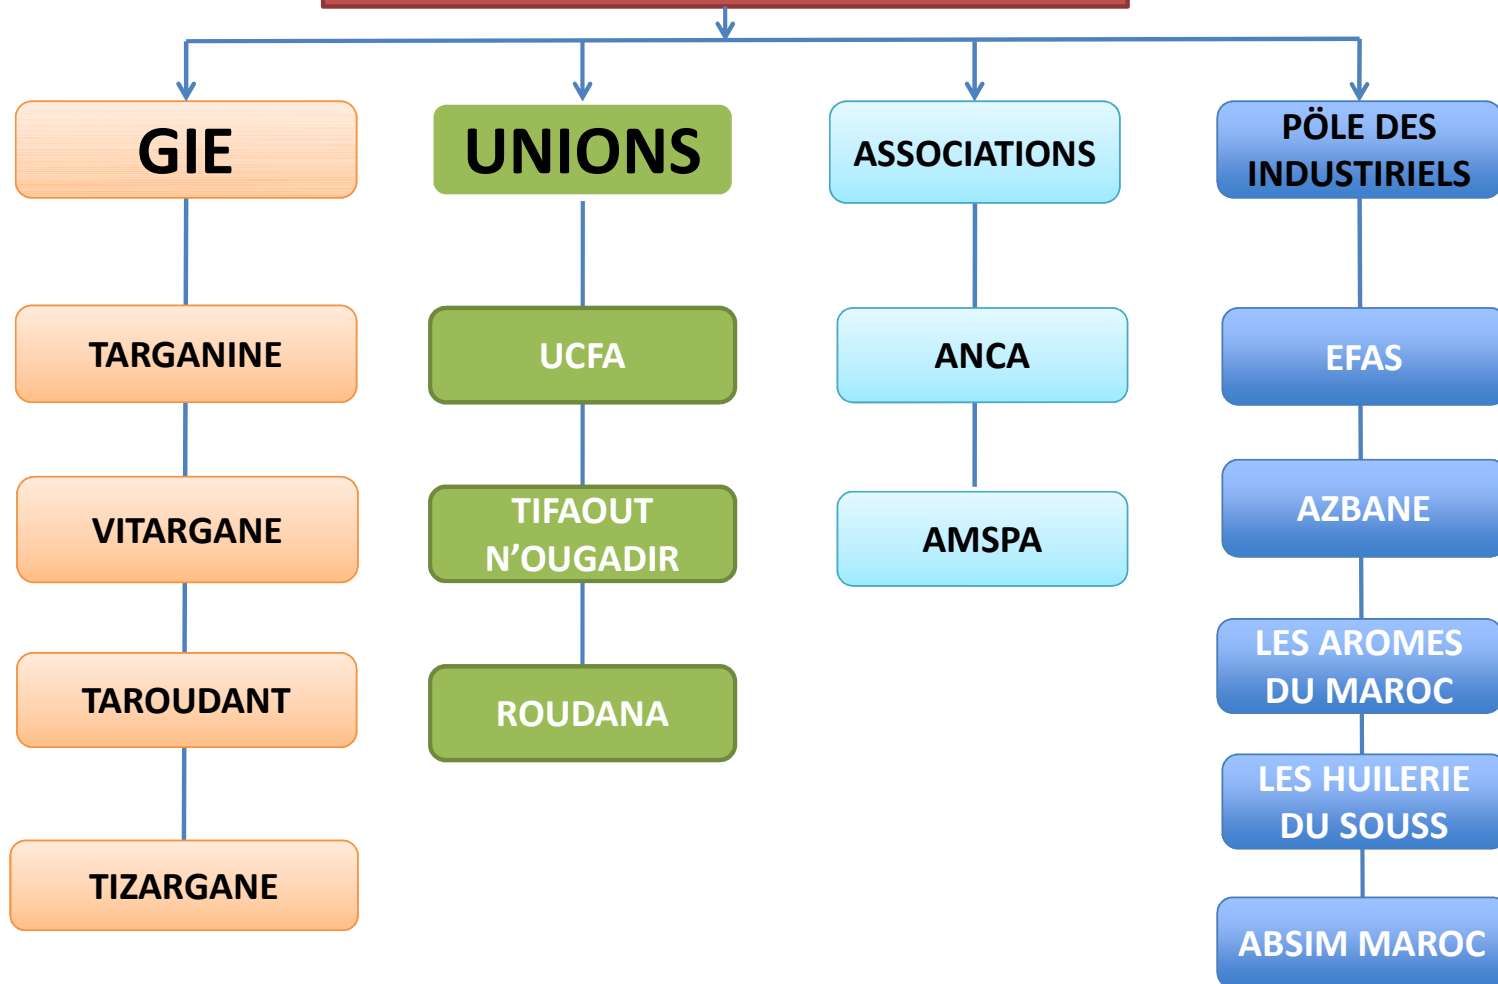 GIE
TARGANINE
VITARGANE
TAROUDANT
TIZARGANE
UNIONS
UCFA
TIFAOUT
N’OUGADIR
ROUDANA
ASSOCIATIONS
ANCA
AMSPA
PÖLE DES
INDUSTIRIELS
EFAS
AZBANE
LES AROMES
DU MAROC
LES HUILERIE
DU SOUSS
ABSIM MAROC